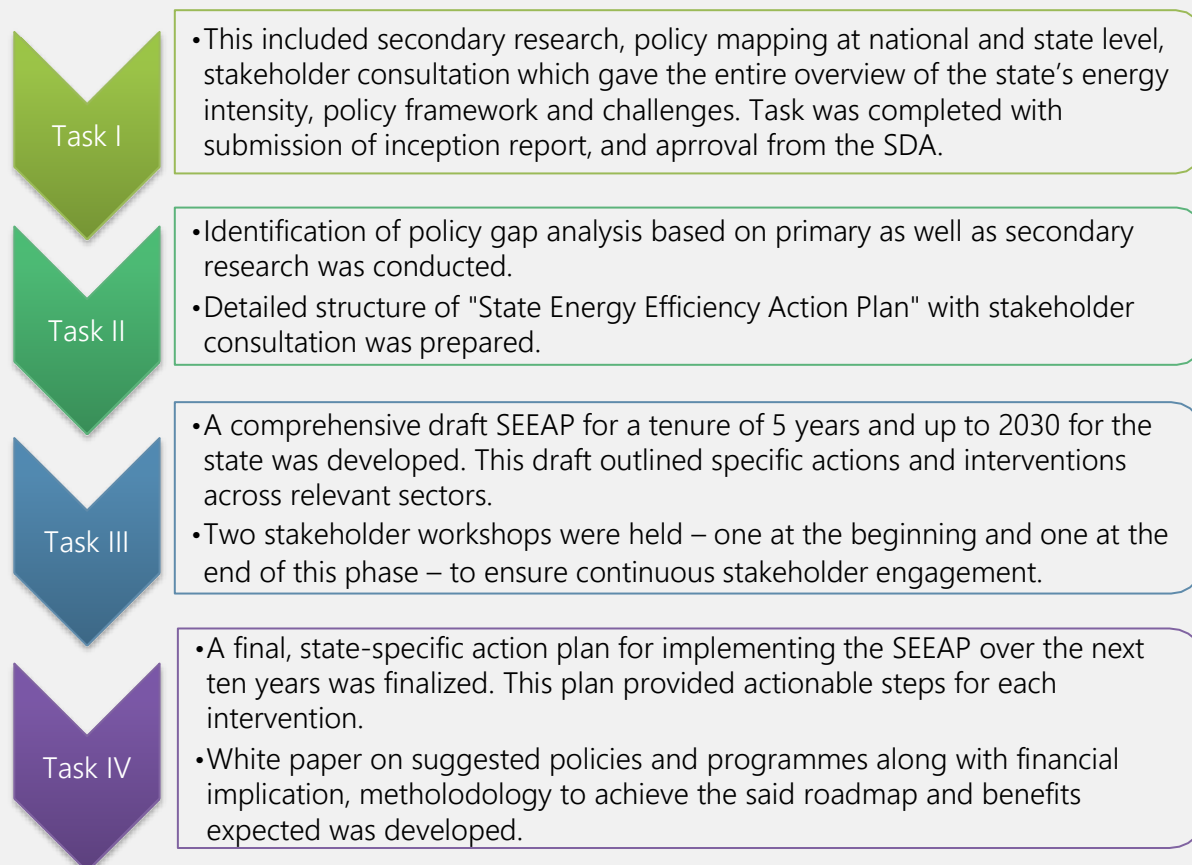 Task I
•This included secondary research, policy mapping at national and state level,
stakeholder consultation which gave the entire overview of the state’s energy
intensity, policy framework and challenges. Task was completed with
submission of inception report, and aprroval from the SDA.
Task II
•Identification of policy gap analysis based on primary as well as secondary
research was conducted.
•Detailed structure of "State Energy Efficiency Action Plan" with stakeholder
consultation was prepared.
Task III
•A comprehensive draft SEEAP for a tenure of 5 years and up to 2030 for the
state was developed. This draft outlined specific actions and interventions
across relevant sectors.
•Two stakeholder workshops were held – one at the beginning and one at the
end of this phase – to ensure continuous stakeholder engagement.
Task IV
•A final, state-specific action plan for implementing the SEEAP over the next
ten years was finalized. This plan provided actionable steps for each
intervention.
•White paper on suggested policies and programmes along with financial
implication, metholodology to achieve the said roadmap and benefits
expected was developed.